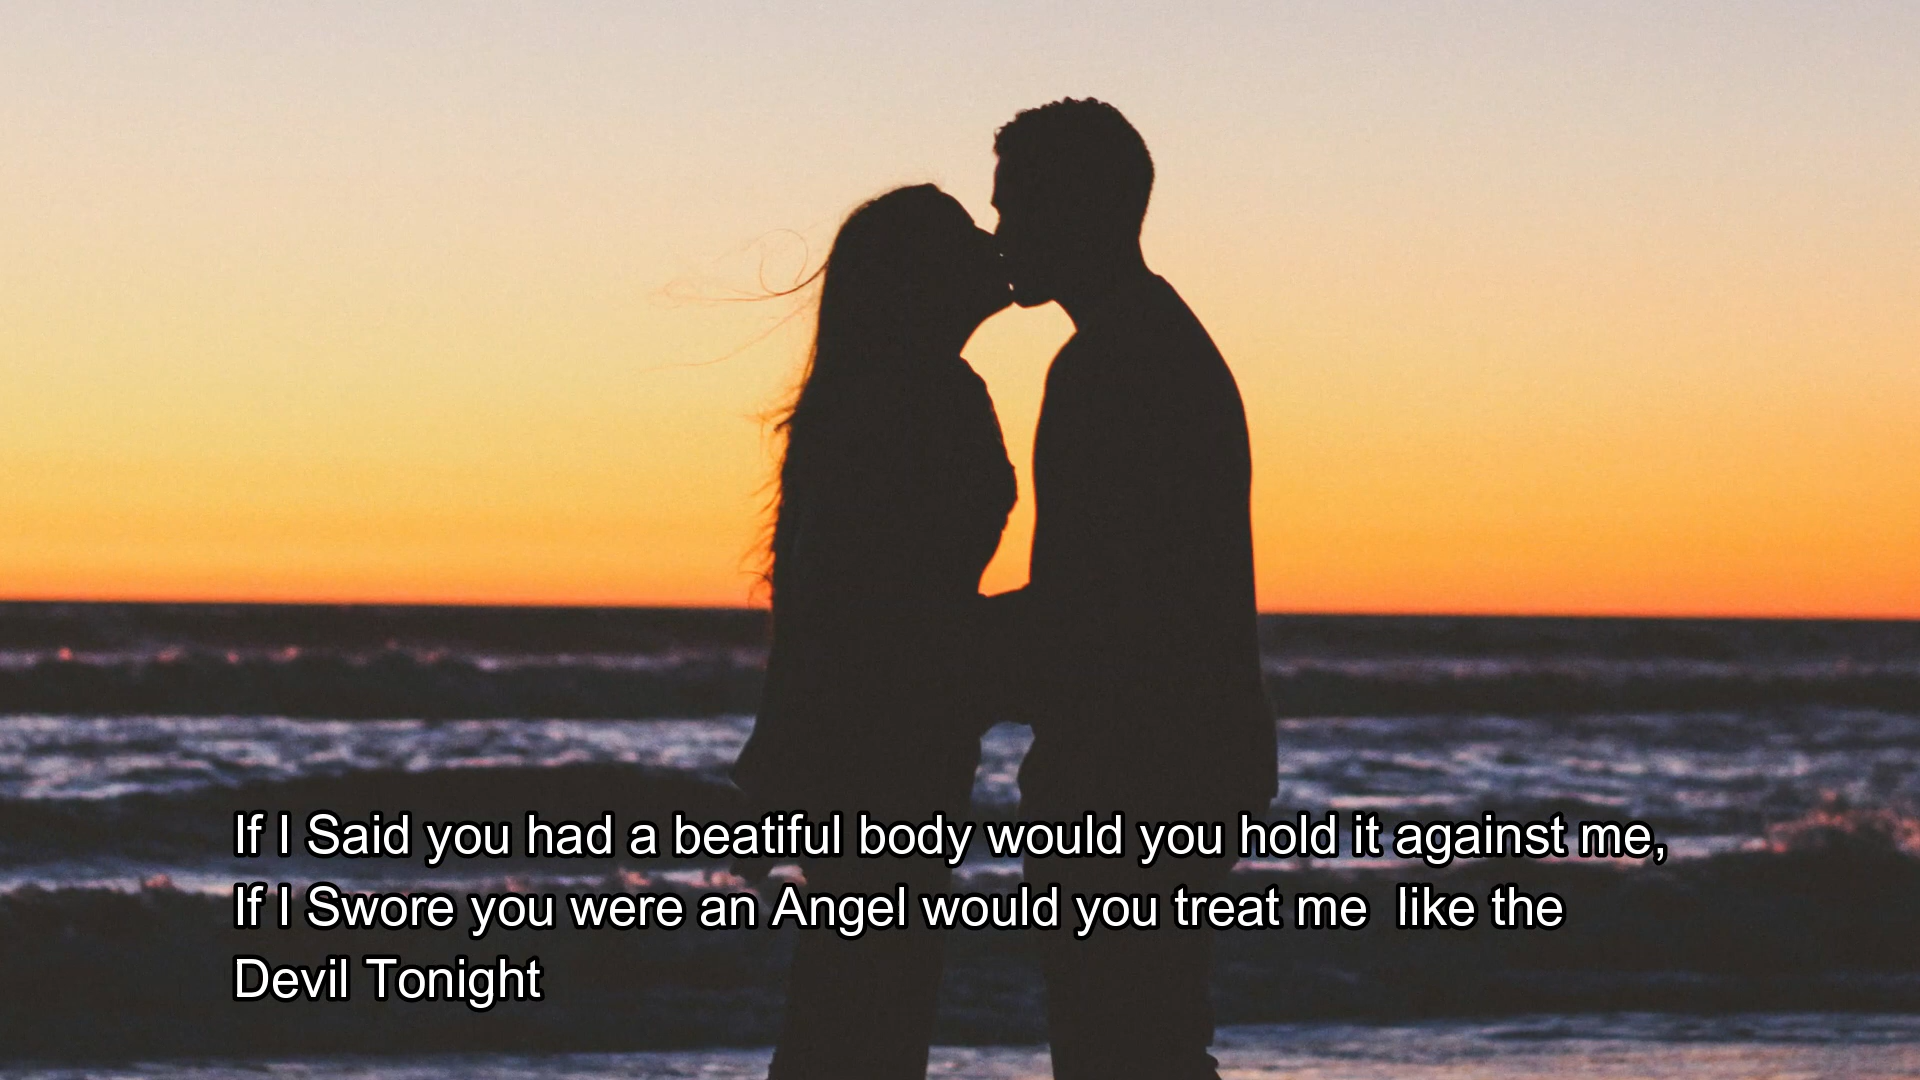 If I Said you had a beatiful body would you hold it against me,
If I Swore you were an Angel would you treat me  like the
Devil Tonight